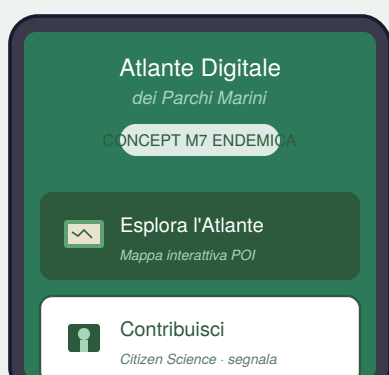 Atlante Digitale
dei Parchi Marini
CONCEPT M7 ENDEMICA
Esplora l'Atlante
Mappa interattiva POI
Contribuisci
Citizen Science · segnala